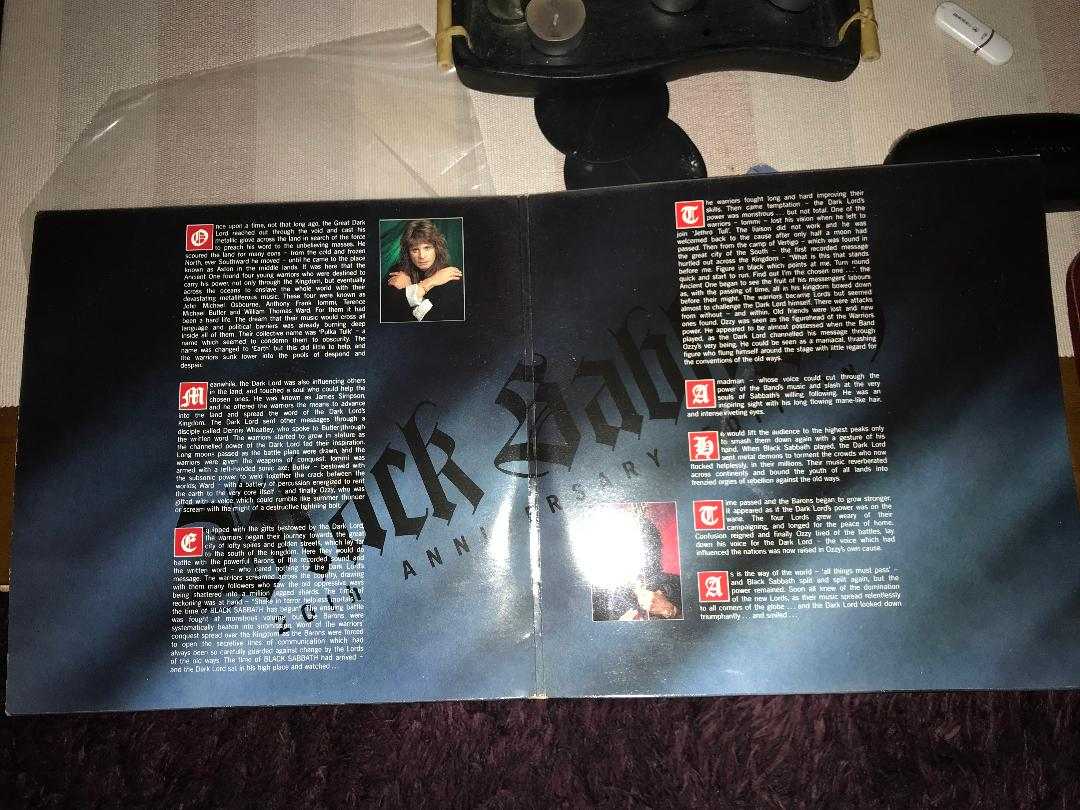 Once upon a time, not that long ago, the Great Dark
Lord reached out through the void and cast his
metallic glove across the land in search of the force
to preach his word to the unbelieving masses. He
scoured the land for many eons – from the cold and frozen
North, ever Southward he moved – until he came to the place
known as Aston in the middle lands. It was here that the
Ancient One found four young warriors who were destined to
carry his power, not only through the Kingdom, but eventually
across the oceans to enslave the whole world with their
devastating metaliferous music. These four were known as
John Michael Osbourne, Anthony Frank Iommi, Terence
Michael Butler and William Thomas Ward. For them it had
been a hard life. The dream that their music would cross all
language and political barriers was already burning deep
inside all of them. Their collective name was 'Pulka Tulk' – a
name which seemed to condemn them to obscurity. The
name was changed to 'Earth' but this did little to help, and
the warriors sunk lower into the pools of despond and
despair.
Meanwhile, the Dark Lord was also influencing others
in the land, and touched a soul who could help the
chosen ones. He was known as James Simpson,
and he offered the warriors the means to advance
into the land and spread the word of the Dark Lord's
Kingdom. The Dark Lord sent other messages through a
disciple called Dennis Wheatley, who spoke to Butler through
the written word. The warriors started to grow in stature as
the channelled power of the Dark Lord fed their inspiration.
Long moons passed as the battle plans were drawn, and the
warriors were given the weapons of conquest. Iommi was
armed with a left-handed sonic axe; Butler – bestowed with
the subsonic power to weld together the crack between the
worlds; Ward – with a battery of percussion energized to rent
the earth to the very core itself – and finally Ozzy, who was
gifted with a voice which could rumble like summer thunder
or scream with the might of a destructive lightning bolt.
Equipped with the gifts bestowed by the Dark Lord,
the warriors began their journey towards the great
city of lofty spires and golden streets, which lay far
to the south of the kingdom. Here they would do
battle with the powerful Barons of the recorded sound and
the written word – who cared nothing for the Dark Lord's
message. The warriors screamed across the country, drawing
with them many followers who saw the old oppressive ways
being shattered into a million jagged shards. The time of
reckoning was at hand – "Shake in terror, helpless mortals –
the time of BLACK SABBATH has begun". The ensuing battle
was fought at monstrous volume, but the Barons were
systematically beaten into submission. Word of the warriors'
conquest spread over the Kingdom as the Barons were forced
to open the secretive lines of communication which had
always been so carefully guarded against change by the Lords
of the old ways. The time of BLACK SABBATH had arrived –
and the Dark Lord sat in his high place and watched . . .
The warriors fought long and hard improving their
skills. Then came temptation – the Dark Lord's
power was monstrous . . . but not total. One of the
warriors – Iommi – lost his vision when he left to
join 'Jethro Tull'. The liaison did not work and he was
welcomed back to the cause after only half a moon had
passed. Then from the camp of Vertigo – which was found in
the great city of the South – the first recorded message
hurtled out across the Kingdom – "What is this that stands
before me. Figure in black which points at me. Turn round
quick and start to run. Find out I'm the chosen one . . .". the
Ancient One began to see the fruit of his messengers' labours
as, with the passing of time, all in his kingdom bowed down
before their might. The warriors became Lords but seemed
almost to challenge the Dark Lord himself. There were attacks
from without – and within. Old friends were lost and new
ones found. Ozzy was seen as the figurehead of the Warriors
power. He appeared to be almost possessed when the Band
played, as the Dark Lord channelled his message through
Ozzy's very being. He could be seen as a maniacal, thrashing
figure who flung himself around the stage with little regard for
the conventions of the old ways.
A madman – whose voice could cut through the
power of the Band's music and slash at the very
souls of Sabbath's willing following. He was an
inspiring sight with his long flowing mane-like hair,
and intense riveting eyes.
He would lift the audience to the highest peaks only
to smash them down again with a gesture of his
hand. When Black Sabbath played, the Dark Lord
sent metal demons to torment the crowds who now
flocked helplessly, in their millions. Their music reverberated
across continents and bound the youth of all lands into
frenzied orgies of rebellion against the old ways.
Time passed and the Barons began to grow stronger.
It appeared as if the Dark Lord's power was on the
wane. The four Lords grew weary of their
campaigning, and longed for the peace of home.
Confusion reigned and finally Ozzy tired of the battles, lay
down his voice for the Dark Lord – the voice which had
influenced the nations was now raised in Ozzy's own cause.
As is the way of the world – 'all things must pass' –
and Black Sabbath split and split again, but the
power remained. Soon all knew of the domination
of the new Lords, as their music spread relentlessly
to all corners of the globe . . . and the Dark Lord looked down
triumphantly . . . and smiled . . .
Black Sabbath
ANNIVERSARY